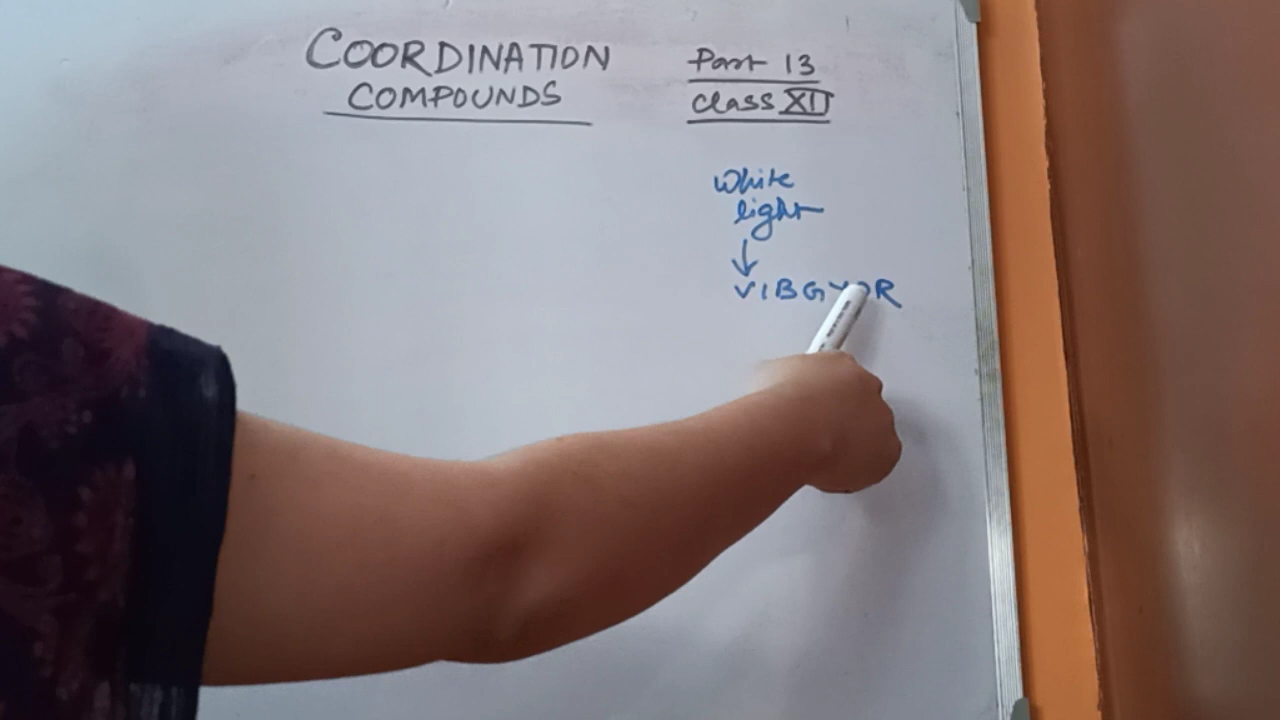 COORDINATION
COMPOUNDS
Part 13
Class XII
White
light
↓
VIBGYOR